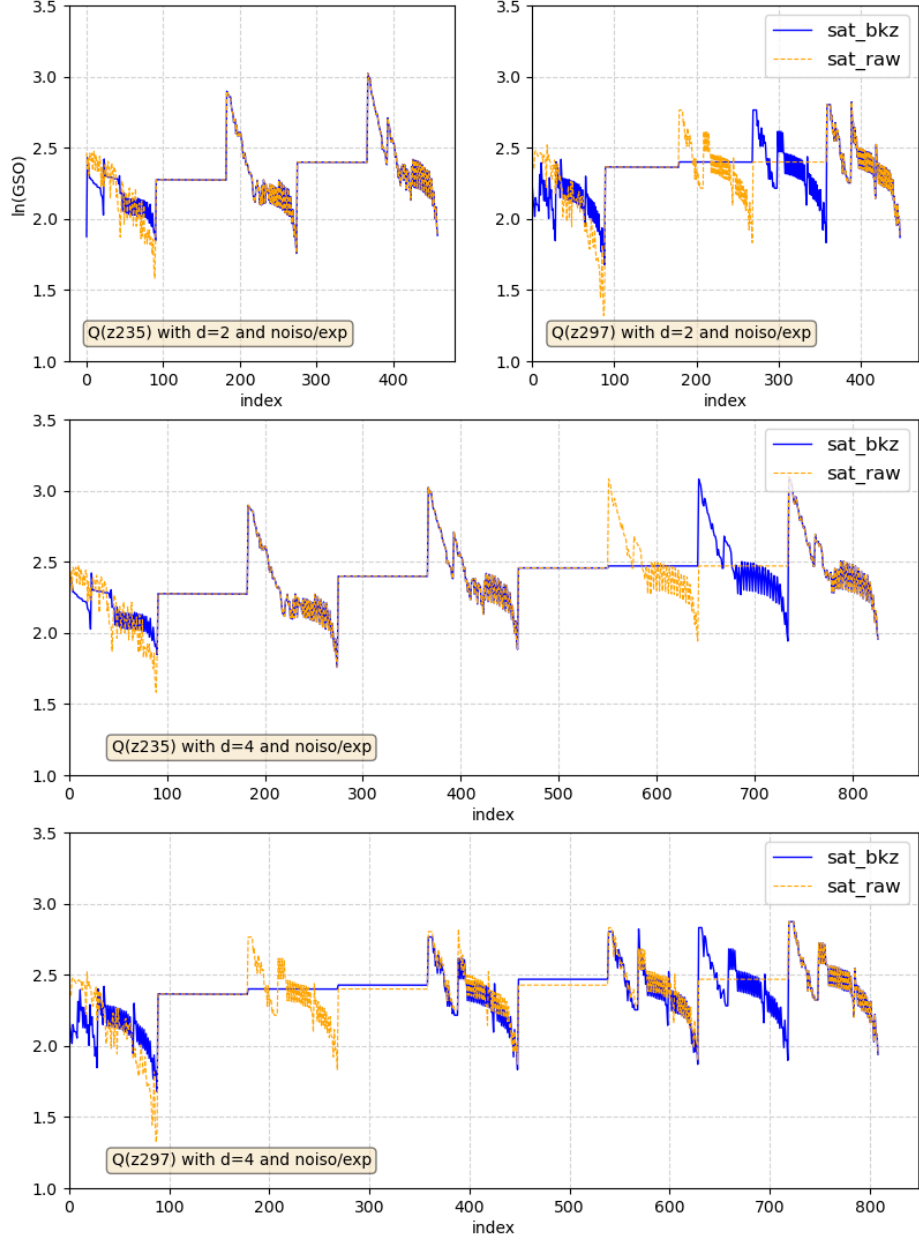 3.5
3.0
2.5
2.0
1.5
1.0
ln(GSO)
Q(z235) with d=2 and noiso/exp
0 100 200 300 400
index
3.5
3.0
2.5
2.0
1.5
1.0
sat_bkz
sat_raw
Q(z297) with d=2 and noiso/exp
0 100 200 300 400
index
3.5
3.0
2.5
2.0
1.5
1.0
sat_bkz
sat_raw
Q(z235) with d=4 and noiso/exp
0 100 200 300 400 500 600 700 800
index
3.5
3.0
2.5
2.0
1.5
1.0
sat_bkz
sat_raw
Q(z297) with d=4 and noiso/exp
0 100 200 300 400 500 600 700 800
index